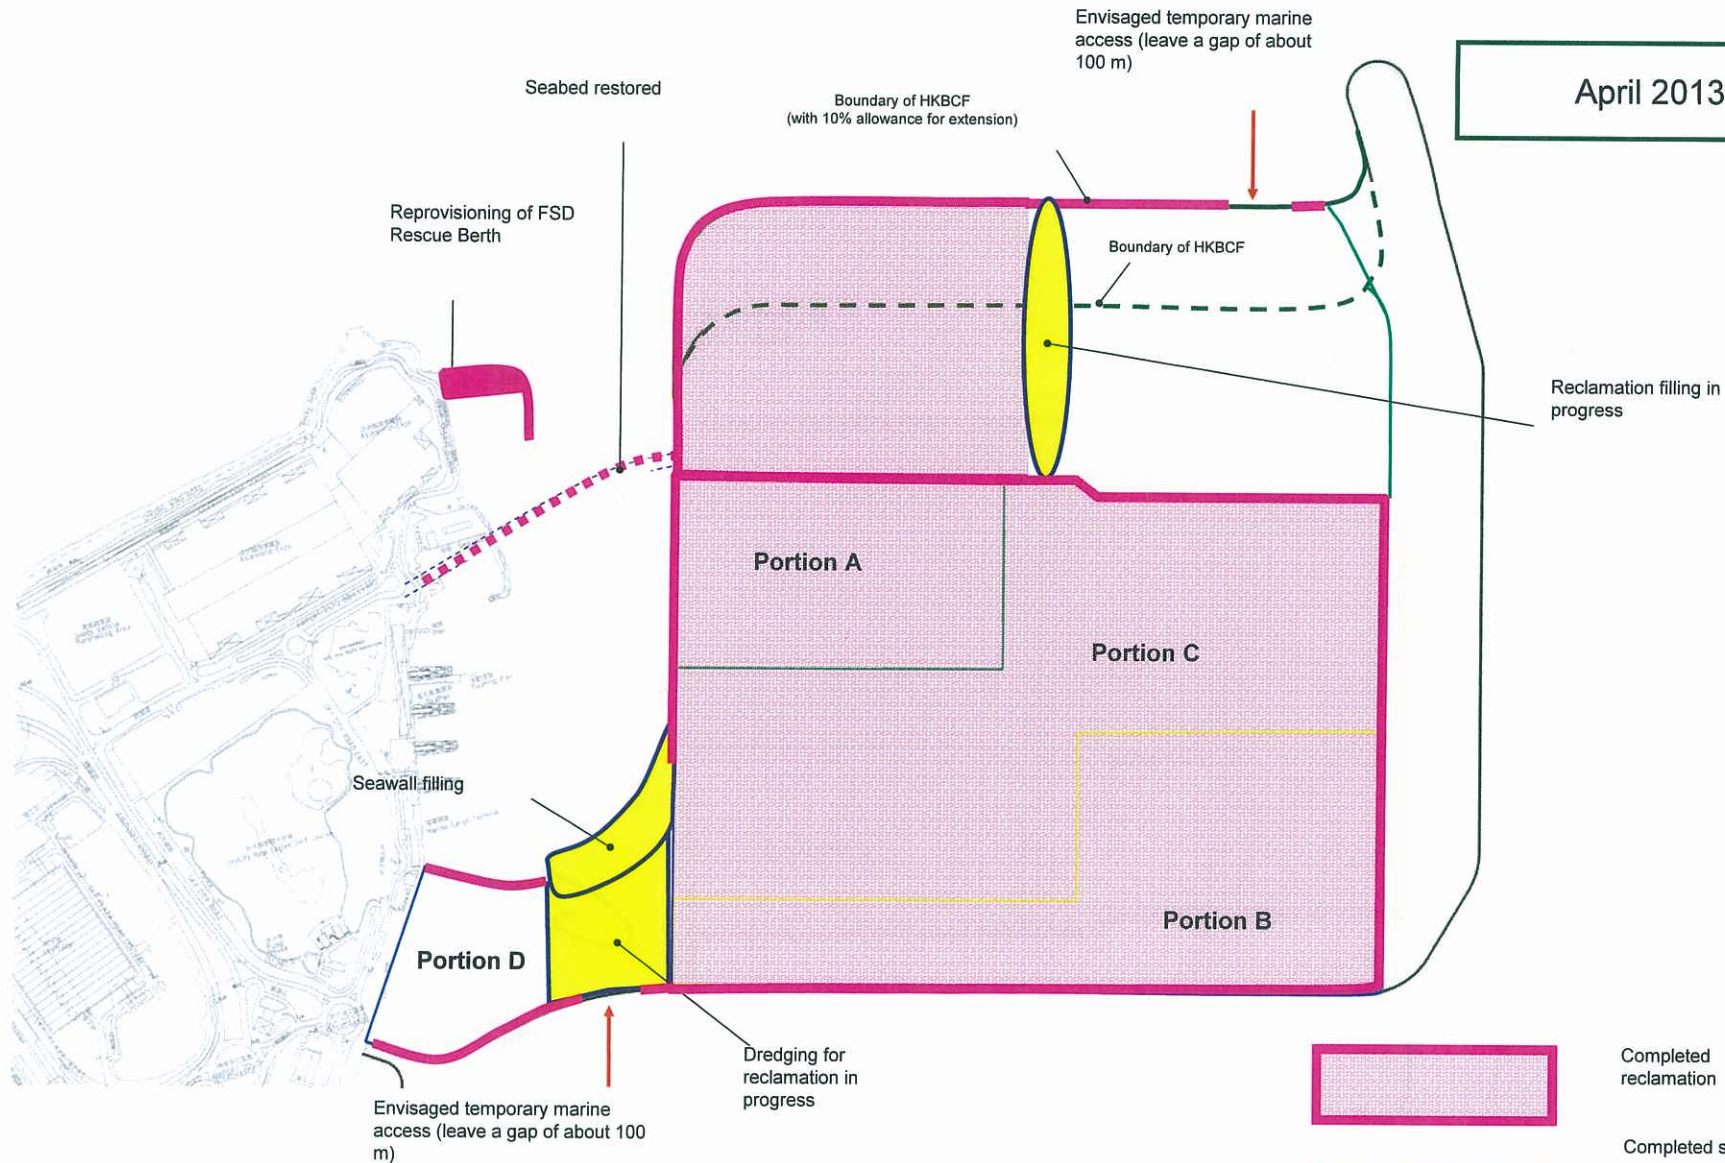 Envisaged temporary marine
access (leave a gap of about
100 m)
April 2013
Seabed restored
Boundary of HKBCF
(with 10% allowance for extension)
Reprovisioning of FSD
Rescue Berth
Boundary of HKBCF
Reclamation filling in
progress
Portion A
Portion C
Seawall filling
Portion B
Portion D
Dredging for
reclamation in
progress
Completed
reclamation
Envisaged temporary marine
access (leave a gap of about 100
m)
Completed s